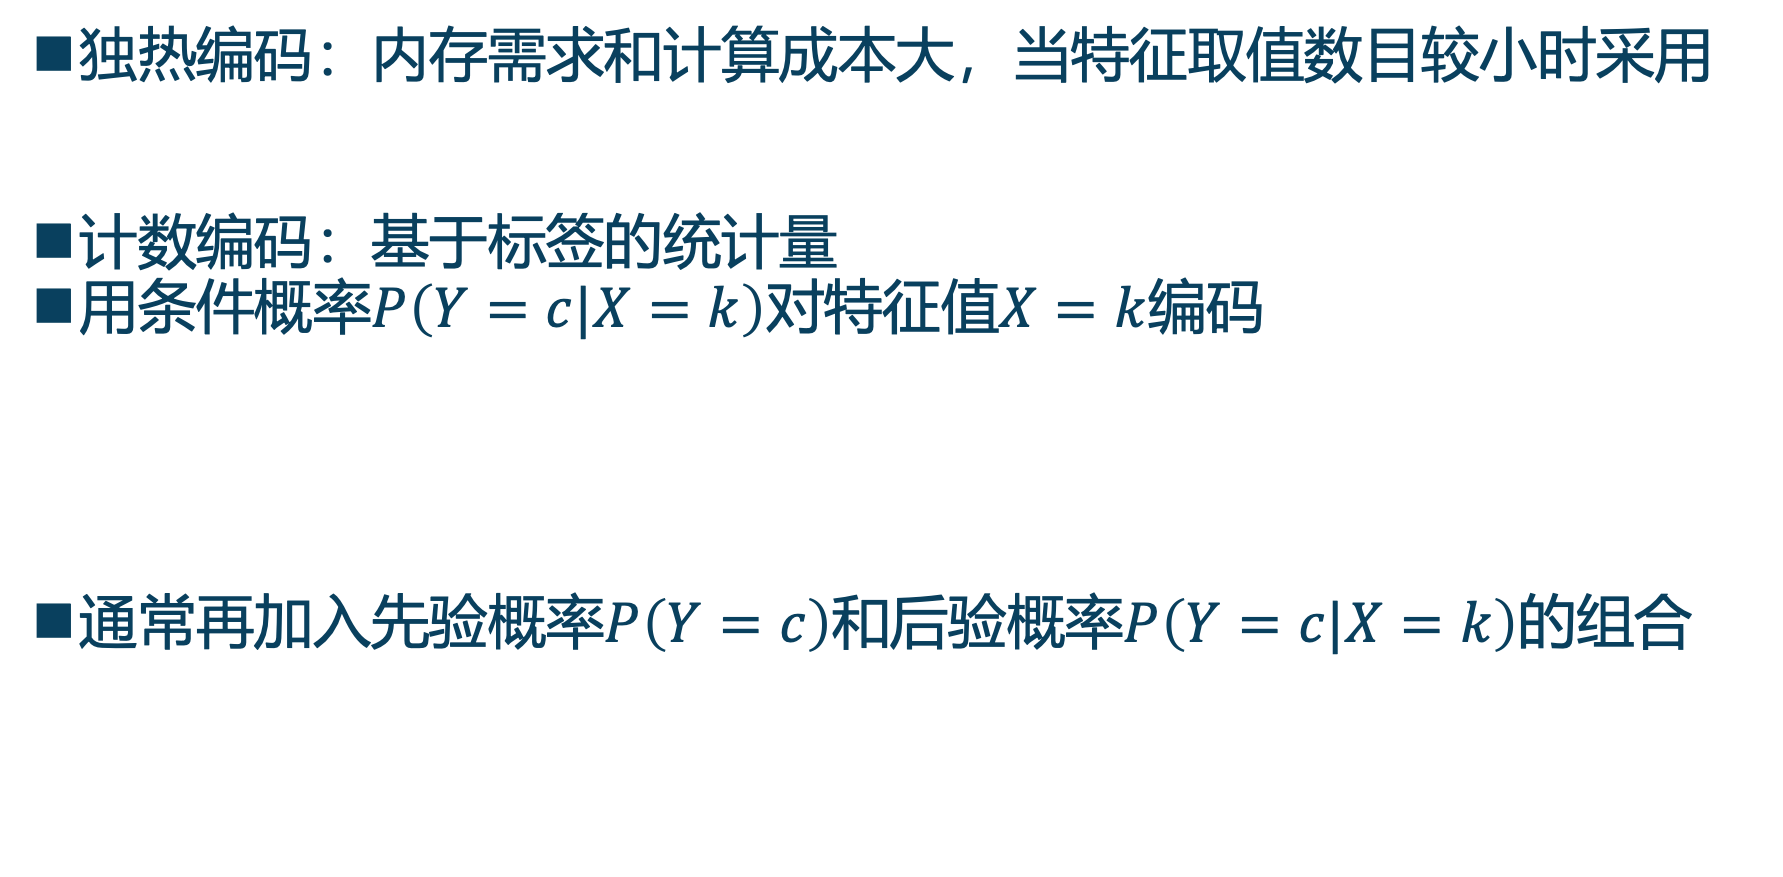 ■独热编码：内存需求和计算成本大，当特征取值数目较小时采用
■计数编码：基于标签的统计量
■用条件概率P(Y = c|X = k)对特征值X = k编码
■通常再加入先验概率P(Y = c)和后验概率P(Y = c|X = k)的组合